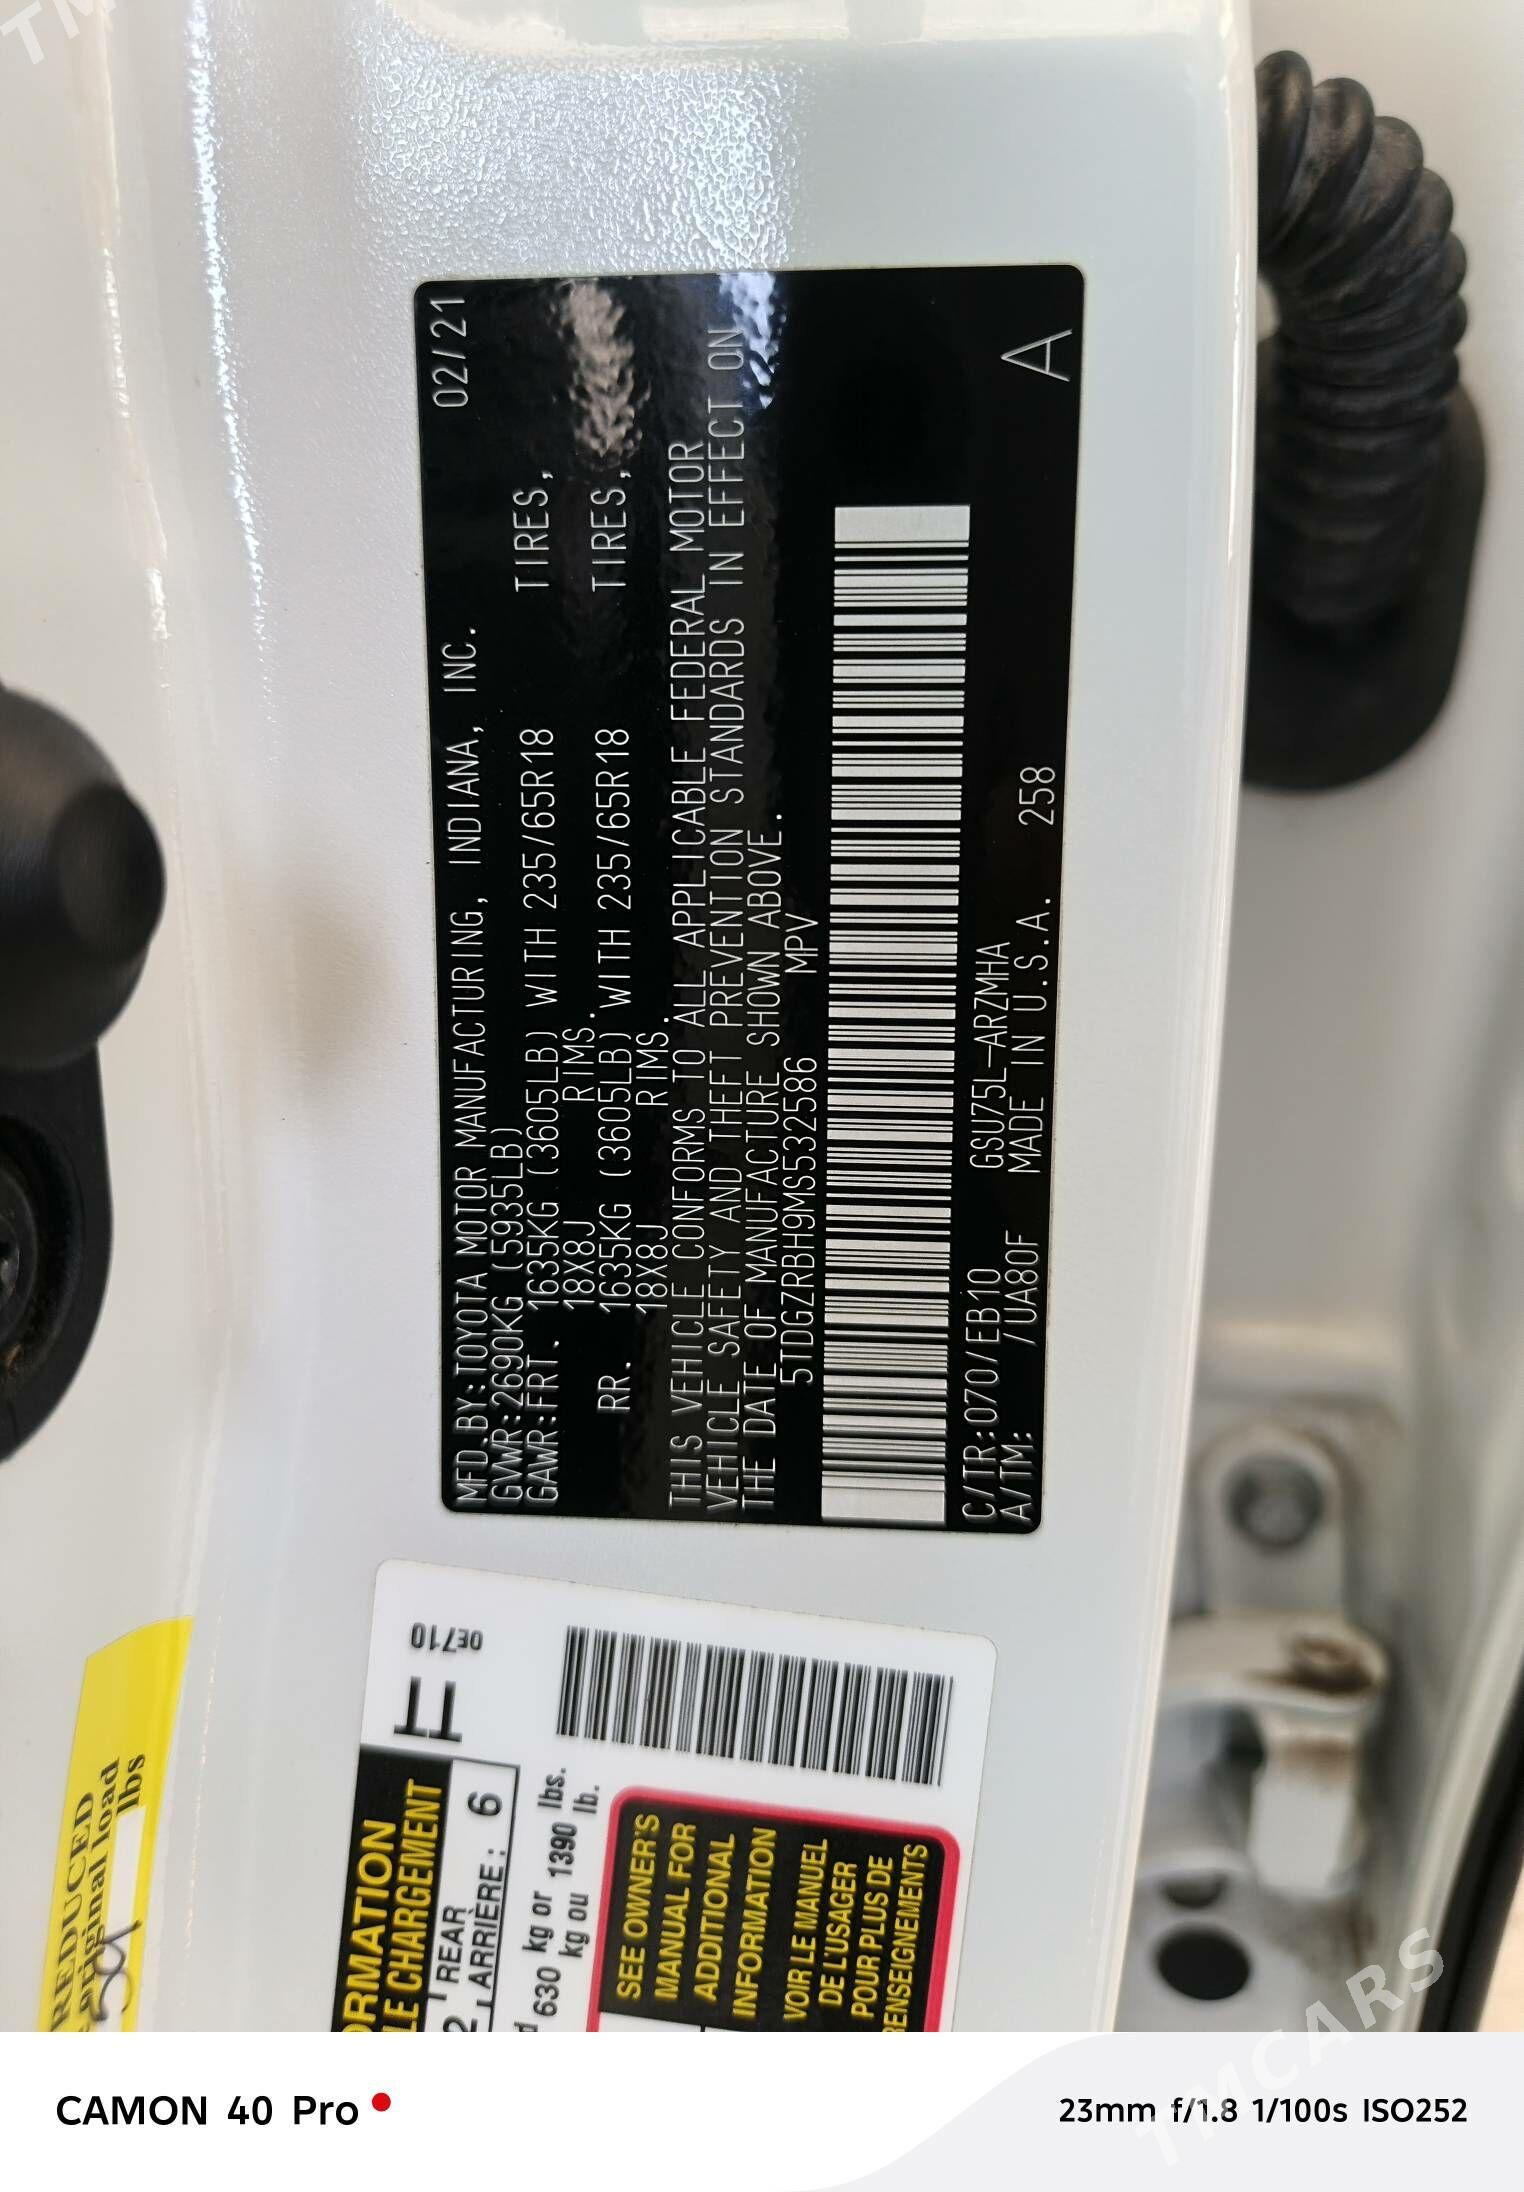 MFD.BY:TOYOTA MOTOR MANUFACTURING, INDIANA, INC. 02/21
GVWR:2690KG (5935LB)
GAWR:FRT. 1635KG (3605LB) WITH 235/65R18 TIRES,
18X8J RIMS.
RR. 1635KG (3605LB) WITH 235/65R18 TIRES,
18X8J RIMS.
THIS VEHICLE CONFORMS TO ALL APPLICABLE FEDERAL MOTOR
VEHICLE SAFETY AND THEFT PREVENTION STANDARDS IN EFFECT ON
THE DATE OF MANUFACTURE SHOWN ABOVE.
5TDGZRBH9MS532586 MPV
C/TR:070/EB10 GSU75L-ARZMHA
A/TM: /UA80F MADE IN U.S.A. 258 A
0E710
ORMATION
LE CHARGEMENT
2 REAR
ARRIÈRE: 6
630 kg or 1390 lbs.
kg ou lb.
SEE OWNER'S
MANUAL FOR
ADDITIONAL
INFORMATION
VOIR LE MANUEL
DE L'USAGER
POUR PLUS DE
RENSEIGNEMENTS
REDUCED
original load
lbs
CAMON 40 Pro
23mm f/1.8 1/100s ISO252
TMCARS
TMCARS